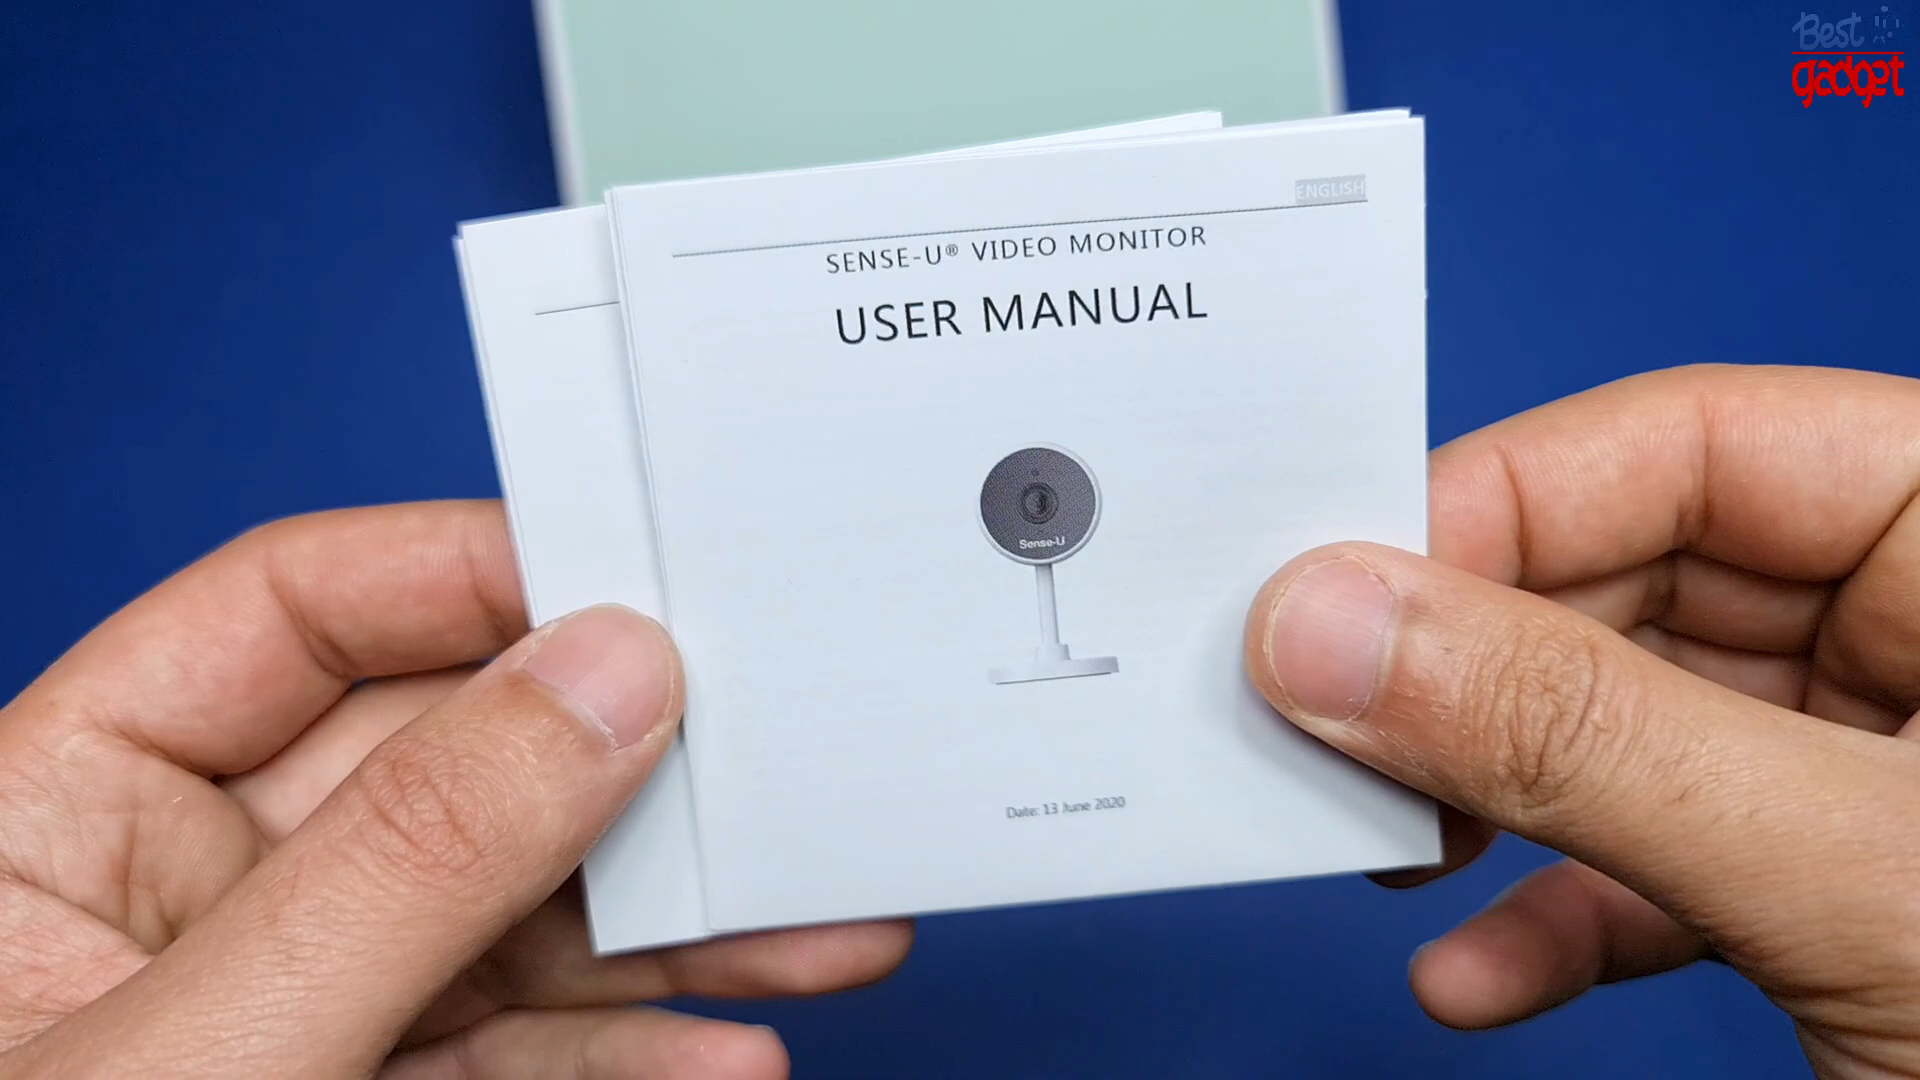 Best
gadget
ENGLISH
SENSE-U® VIDEO MONITOR
USER MANUAL
Sense-U
Date: 13 June 2020